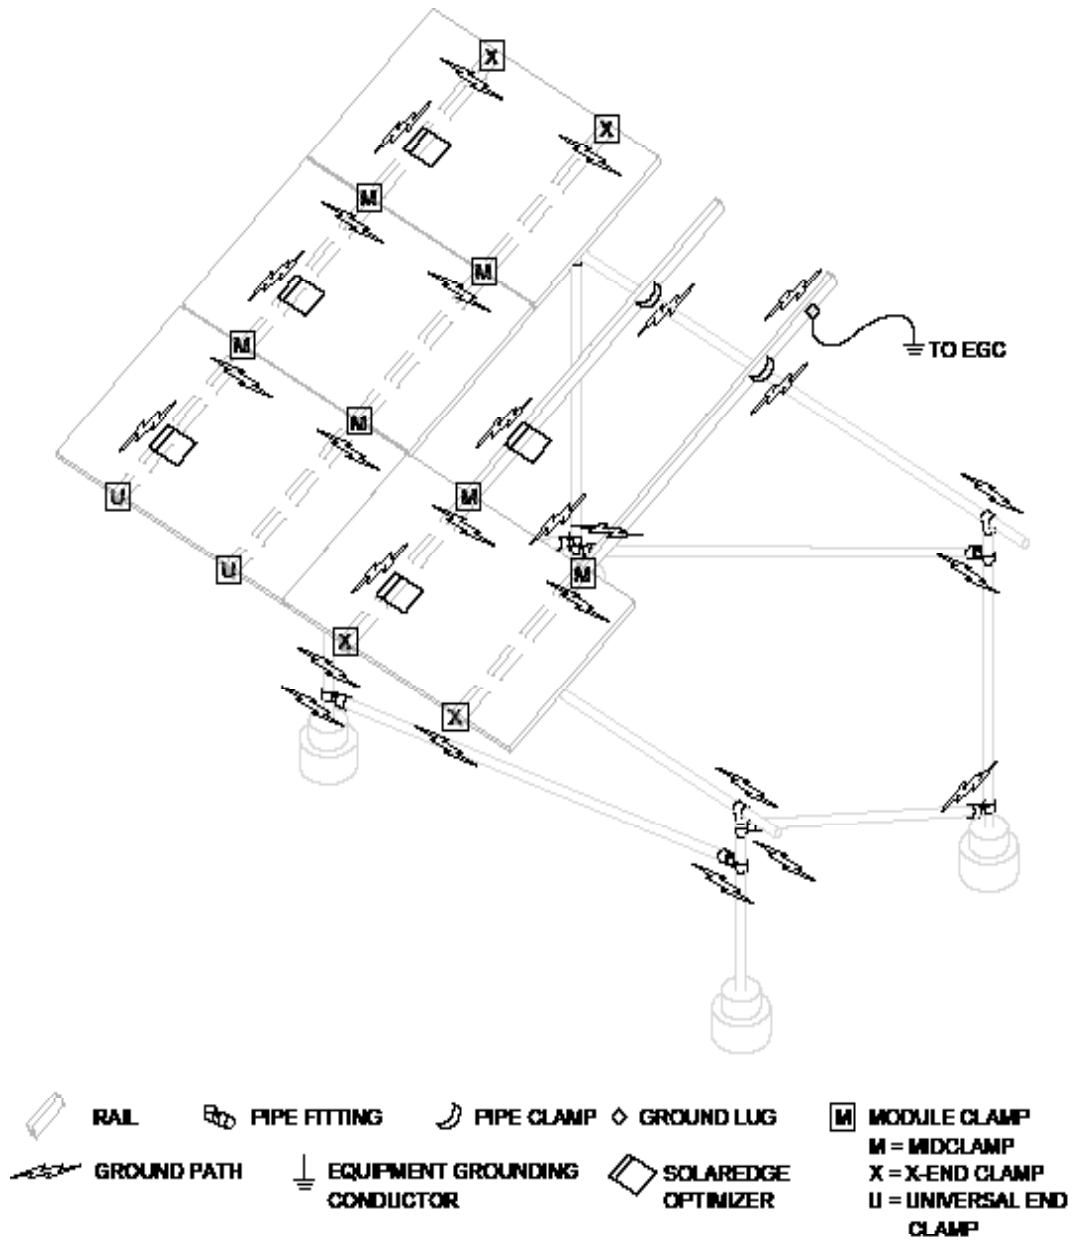 X
X
M
M
TO EGC
M
M
U
M
U
M
X
X
RAIL
PIPE FITTING
PIPE CLAMP
GROUND LUG
M MODULE CLAMP
M = MIDCLAMP
GROUND PATH
EQUIPMENT GROUNDING
CONDUCTOR
SOLAREDGE
OPTIMIZER
X = X-END CLAMP
U = UNIVERSAL END
CLAMP